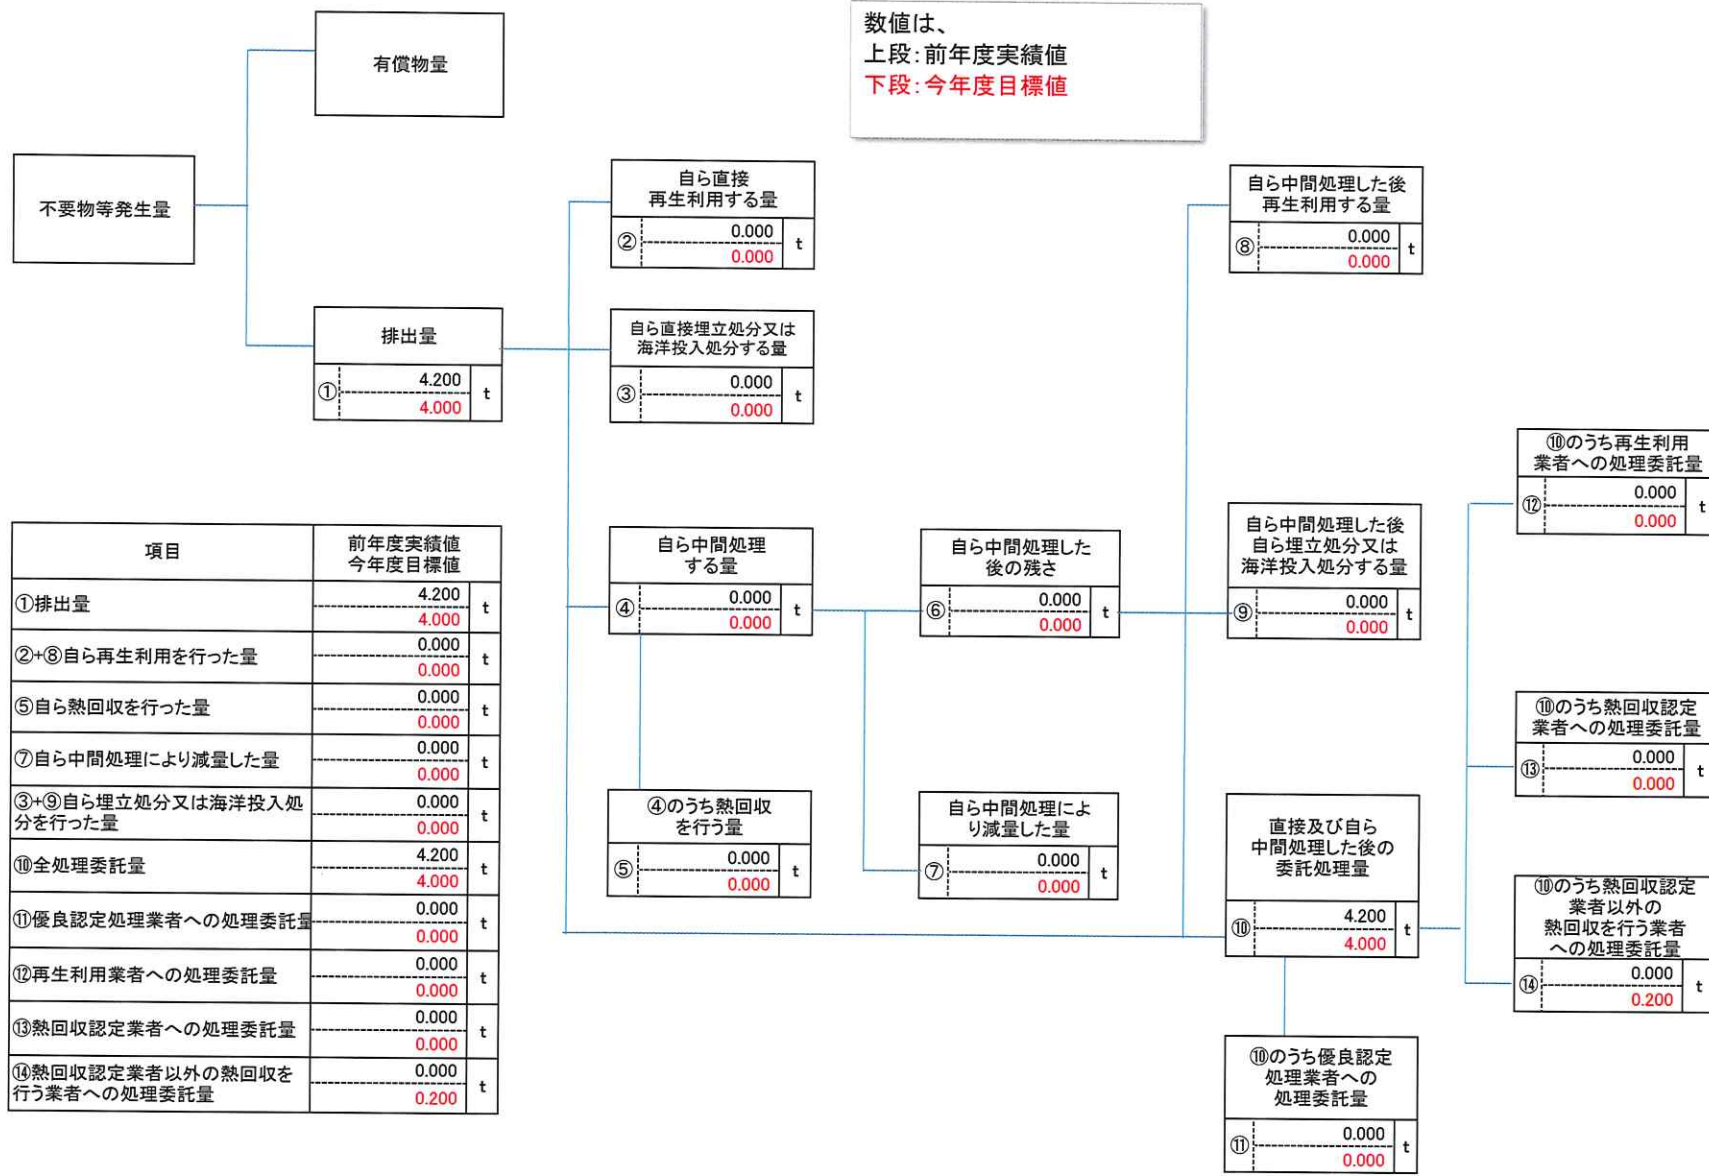 数値は、
上段:前年度実績値
下段:今年度目標値
有償物量
不要物等発生量
排出量
① 4.200 t
4.000
自ら直接
再生利用する量
② 0.000 t
0.000
自ら直接埋立処分又は
海洋投入処分する量
③ 0.000 t
0.000
自ら中間処理
する量
④ 0.000 t
0.000
④のうち熱回収
を行う量
⑤ 0.000 t
0.000
自ら中間処理した
後の残さ
⑥ 0.000 t
0.000
自ら中間処理によ
り減量した量
⑦ 0.000 t
0.000
自ら中間処理した後
再生利用する量
⑧ 0.000 t
0.000
自ら中間処理した後
自ら埋立処分又は
海洋投入処分する量
⑨ 0.000 t
0.000
直接及び自ら
中間処理した後の
委託処理量
⑩ 4.200 t
4.000
⑩のうち優良認定
処理業者への
処理委託量
⑪ 0.000 t
0.000
⑩のうち再生利用
業者への処理委託量
⑫ 0.000 t
0.000
⑩のうち熱回収認定
業者への処理委託量
⑬ 0.000 t
0.000
⑩のうち熱回収認定
業者以外の
熱回収を行う業者
への処理委託量
⑭ 0.000 t
0.200
項目
前年度実績値
今年度目標値
①排出量 4.200 t
4.000
②+⑧自ら再生利用を行った量 0.000 t
0.000
⑤自ら熱回収を行った量 0.000 t
0.000
⑦自ら中間処理により減量した量 0.000 t
0.000
③+⑨自ら埋立処分又は海洋投入処
分を行った量 0.000 t
0.000
⑩全処理委託量 4.200 t
4.000
⑪優良認定処理業者への処理委託量 0.000 t
0.000
⑫再生利用業者への処理委託量 0.000 t
0.000
⑬熱回収認定業者への処理委託量 0.000 t
0.000
⑭熱回収認定業者以外の熱回収を
行う業者への処理委託量 0.000 t
0.200